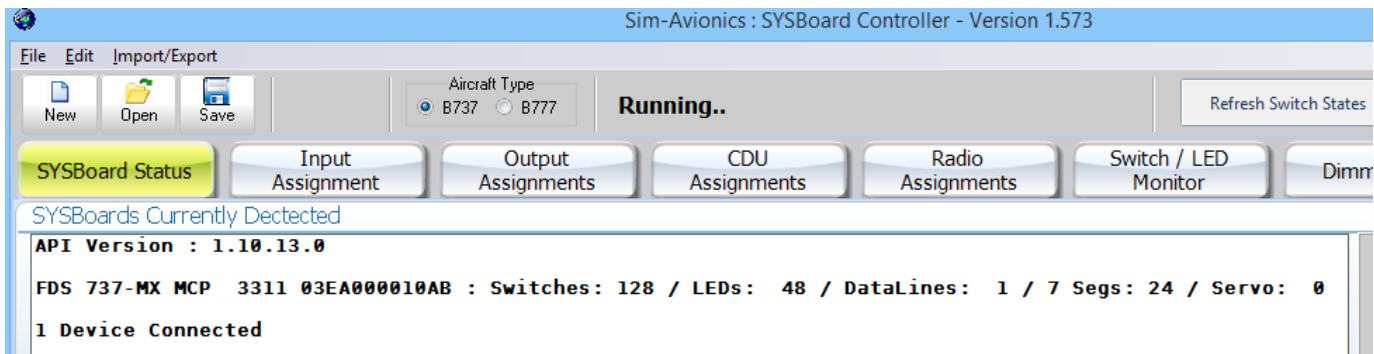 Sim-Avionics : SYSBoard Controller - Version 1.573
File Edit Import/Export
New Open Save
Aircraft Type
B737 B777
Running..
Refresh Switch States
SYSBoard Status
Input Assignment
Output Assignments
CDU Assignments
Radio Assignments
Switch / LED Monitor
Dimm
SYSBoards Currently Dectected
API Version : 1.10.13.0
FDS 737-MX MCP 3311 03EA000010AB : Switches: 128 / LEDs: 48 / DataLines: 1 / 7 Segs: 24 / Servo: 0
1 Device Connected